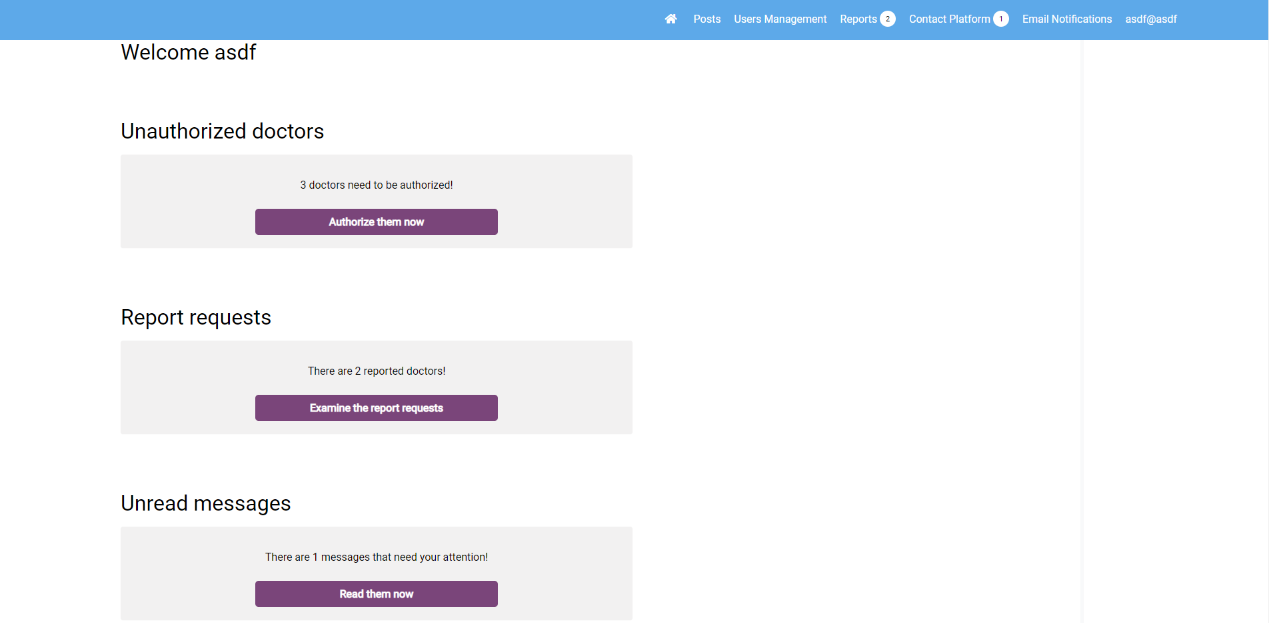 Posts Users Management Reports 2 Contact Platform 1 Email Notifications asdf@asdf
Welcome asdf
Unauthorized doctors
3 doctors need to be authorized!
Authorize them now
Report requests
There are 2 reported doctors!
Examine the report requests
Unread messages
There are 1 messages that need your attention!
Read them now